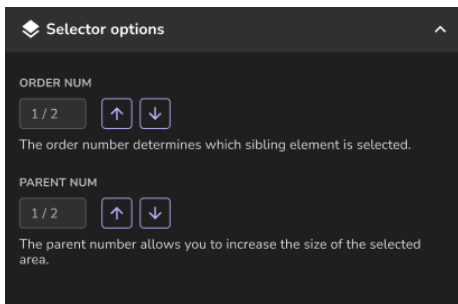 Selector options
ORDER NUM
1 / 2
The order number determines which sibling element is selected.
PARENT NUM
1 / 2
The parent number allows you to increase the size of the selected
area.